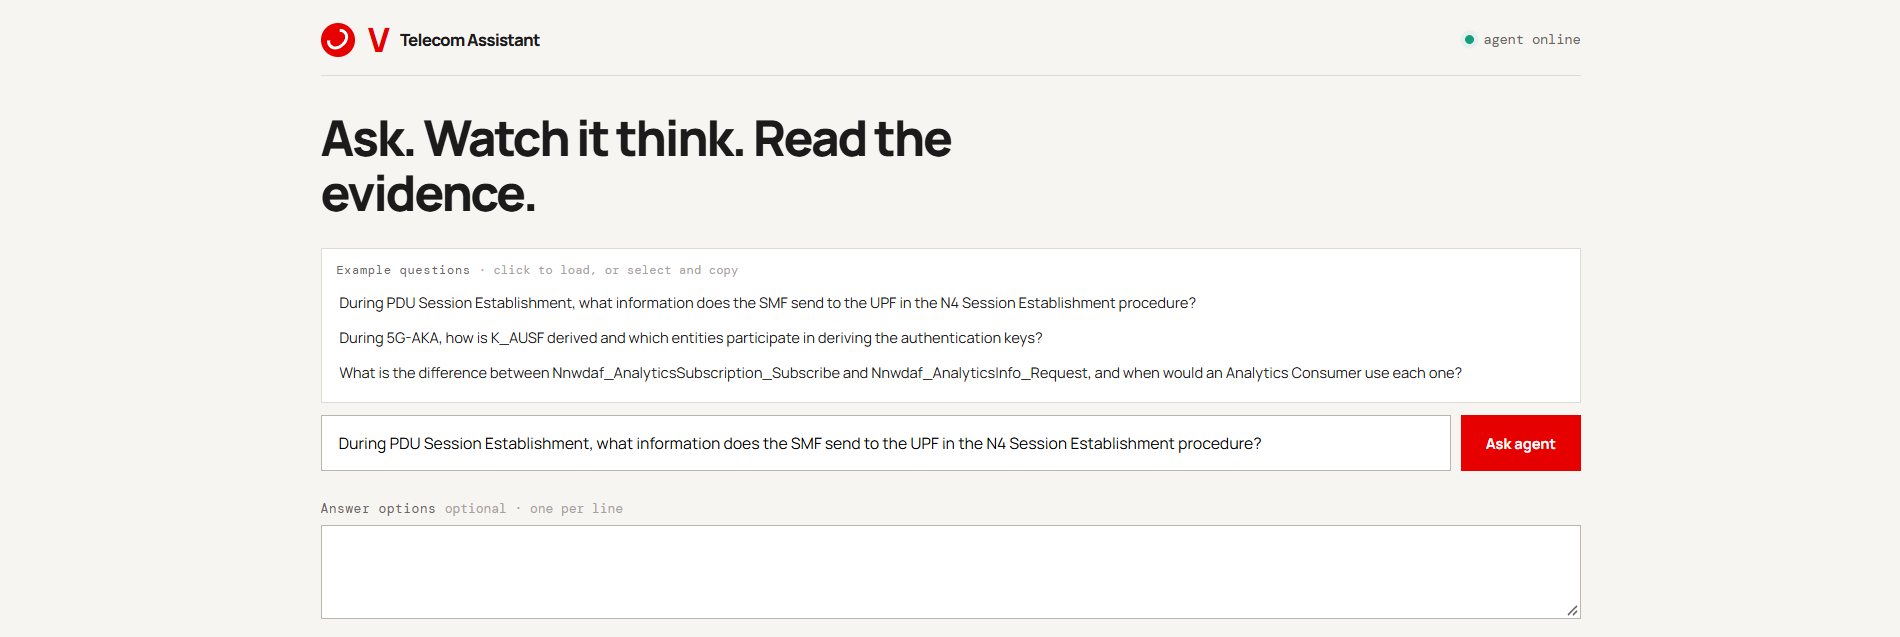 V Telecom Assistant
agent online
Ask. Watch it think. Read the
evidence.
Example questions · click to load, or select and copy
During PDU Session Establishment, what information does the SMF send to the UPF in the N4 Session Establishment procedure?
During 5G-AKA, how is K_AUSF derived and which entities participate in deriving the authentication keys?
What is the difference between Nnwdaf_AnalyticsSubscription_Subscribe and Nnwdaf_AnalyticsInfo_Request, and when would an Analytics Consumer use each one?
During PDU Session Establishment, what information does the SMF send to the UPF in the N4 Session Establishment procedure?
Ask agent
Answer options optional · one per line